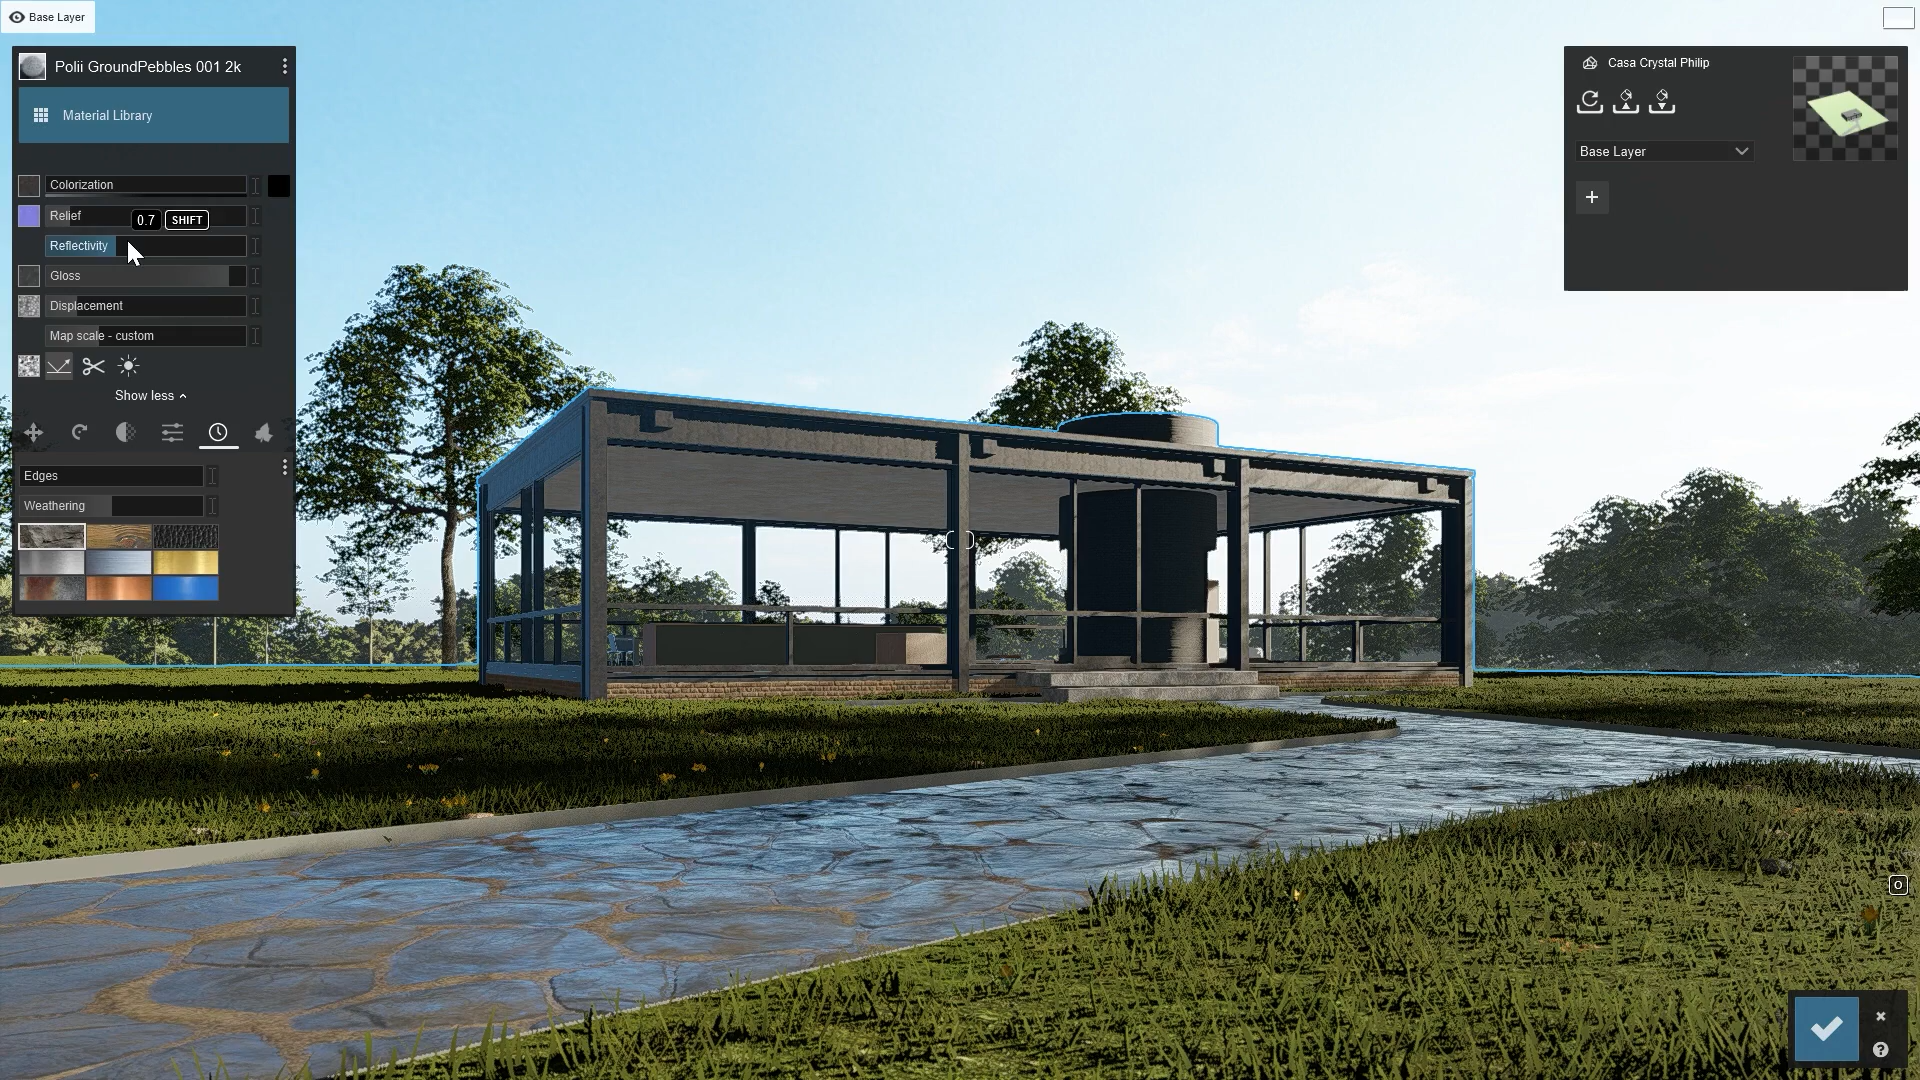 Base Layer
Polii GroundPebbles 001 2k
Material Library
Colorization
Relief
0.7 SHIFT
Reflectivity
Gloss
Displacement
Map scale - custom
Show less
Edges
Weathering
Casa Crystal Philip
Base Layer
O